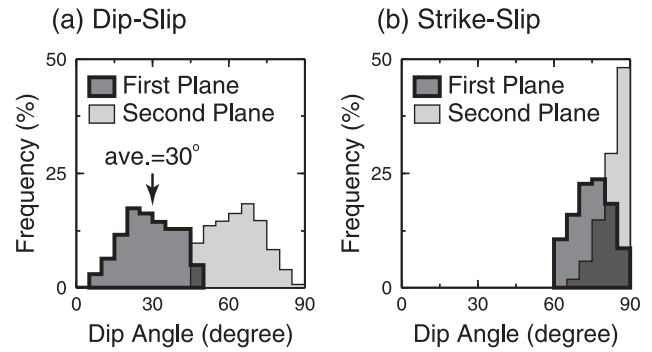 (a) Dip-Slip
50
25
0
Frequency (%)
First Plane
Second Plane
ave.=30°
0 30 60 90
Dip Angle (degree)
(b) Strike-Slip
50
25
0
Frequency (%)
First Plane
Second Plane
0 30 60 90
Dip Angle (degree)